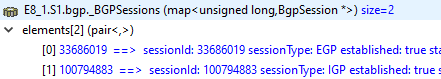 E8_1.S1.bgp._BGPSessions (map<unsigned long,BgpSession *>) size=2
elements[2] (pair<,>)
[0] 33686019 ==> sessionId: 33686019 sessionType: EGP established: true sta
[1] 100794883 ==> sessionId: 100794883 sessionType: IGP established: true s